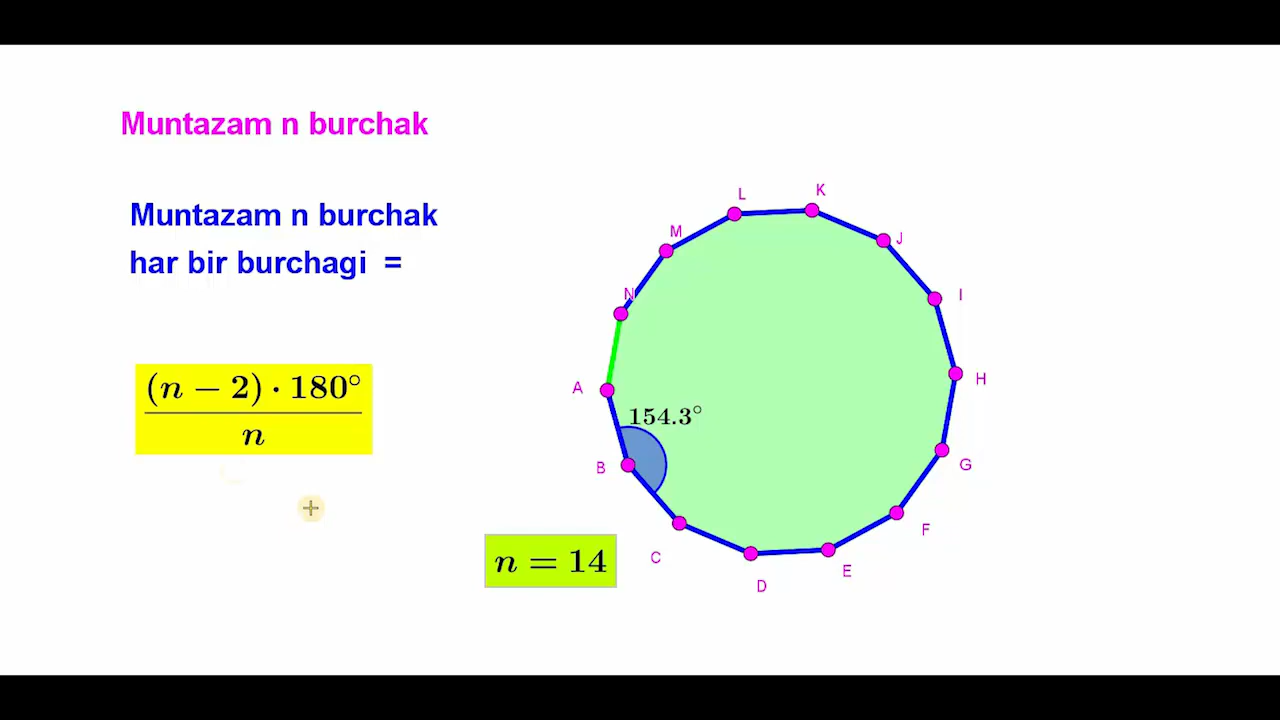 Muntazam n burchak
Muntazam n burchak
har bir burchagi =
(n − 2) · 180°
n
L
K
M
J
N
I
A
H
154.3°
B
G
F
n = 14
C
E
D